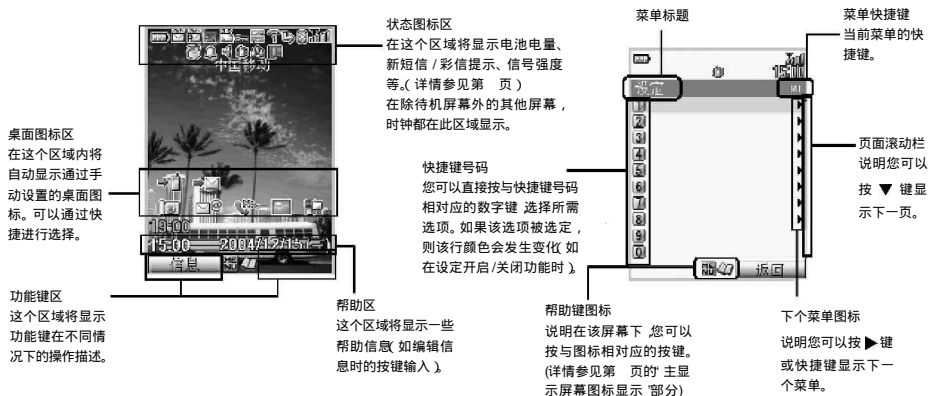 状态图标区
在这个区域将显示电池电量、
新短信 / 彩信提示、信号强度
等。( 详情参见第　页 )
在除待机屏幕外的其他屏幕，
时钟都在此区域显示。
桌面图标区
在这个区域内将
自动显示通过手
动设置的桌面图
标。可以通过快
捷进行选择。
中国移动
19:00
15:00 2004/12/15(一)
信息
MENU
功能键区
这个区域将显示
功能键在不同情
况下的操作描述。
帮助区
这个区域将显示一些
帮助信息( 如编辑信
息时的按键输入 )。
菜单标题
菜单快捷键
当前菜单的快
捷键。
15:00
设定
M1
1
2
3
4
5
6
7
8
9
0
MENU
返回
快捷键号码
您可以直接按与快捷键号码
相对应的数字键 ,选择所需
选项。如果该选项被选定，
则该行颜色会发生变化( 如
在设定开启 /关闭功能时 )。
页面滚动栏
说明您可以
按 ▼ 键显
示下一页。
帮助键图标
说明在该屏幕下 ,您可以
按与图标相对应的按键。
(详情参见第　页的" 主显
示屏幕图标显示 "部分)
下个菜单图标
说明您可以按 ▶ 键
或快捷键显示下一
个菜单。